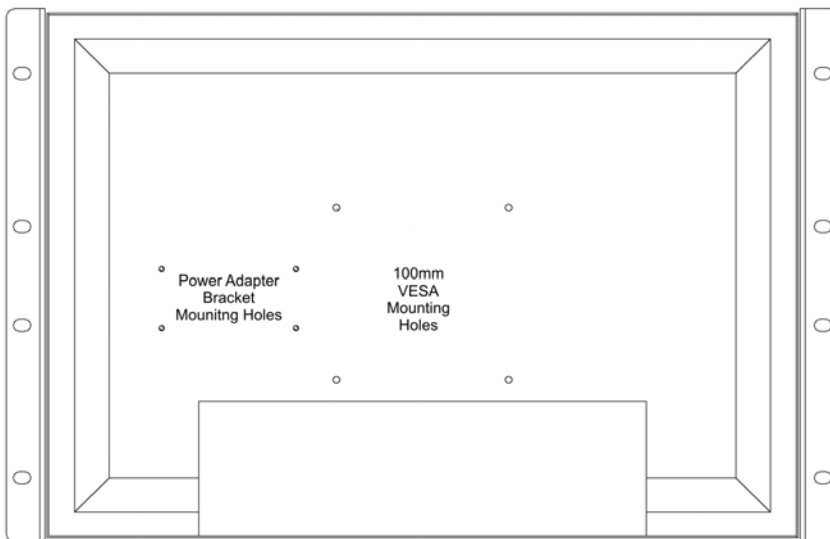 Power Adapter
Bracket
Mounitng Holes
100mm
VESA
Mounting
Holes